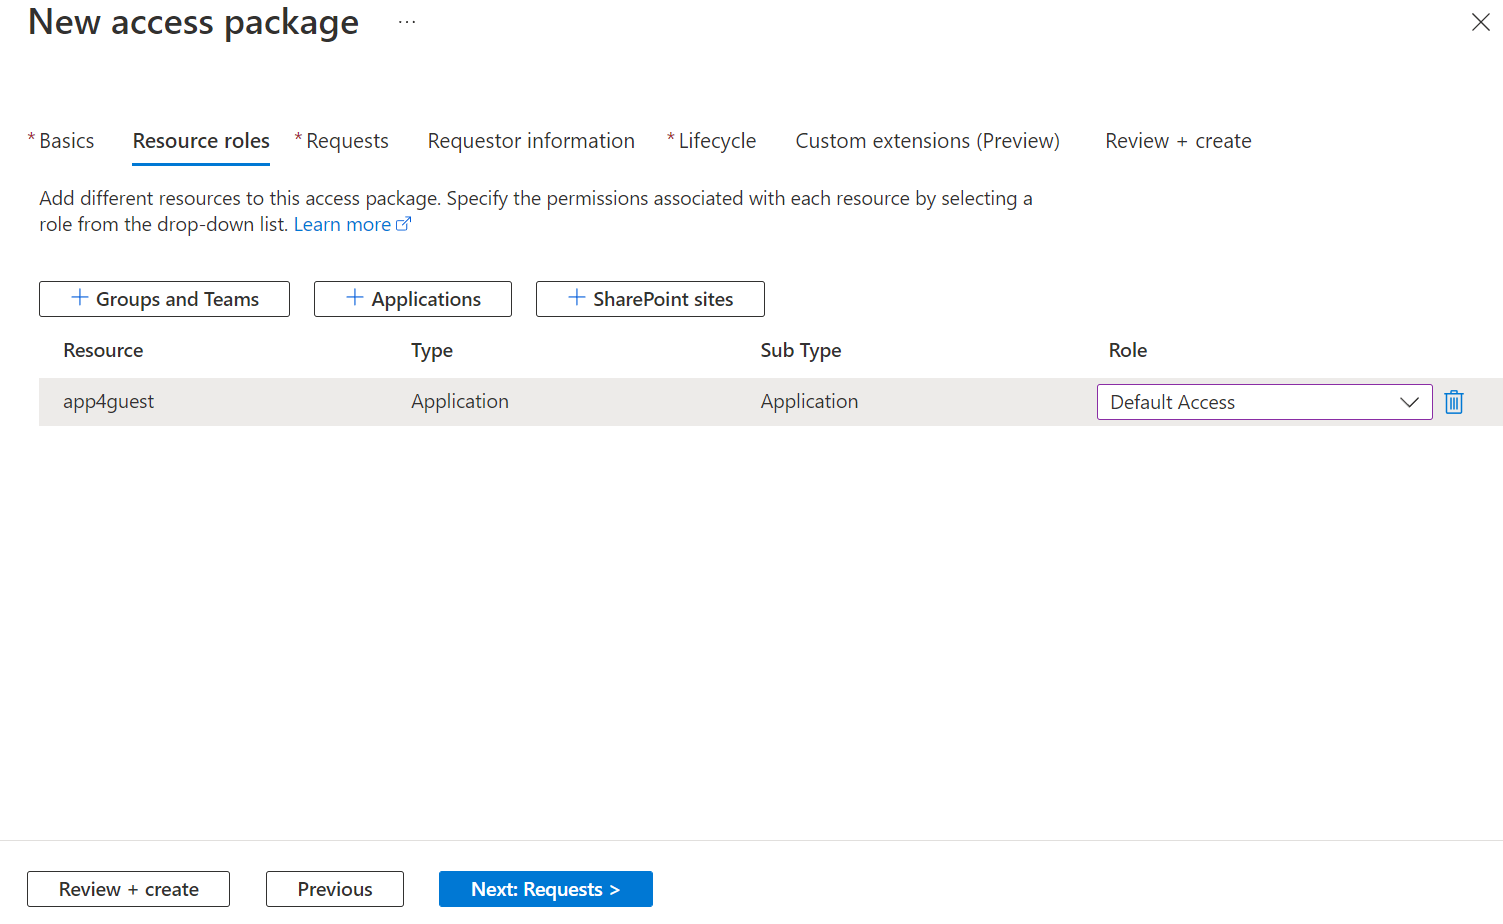 New access package ...
* Basics Resource roles * Requests Requestor information * Lifecycle Custom extensions (Preview) Review + create
Add different resources to this access package. Specify the permissions associated with each resource by selecting a
role from the drop-down list. Learn more
+ Groups and Teams + Applications + SharePoint sites
Resource Type Sub Type Role
app4guest Application Application Default Access
Review + create Previous Next: Requests >